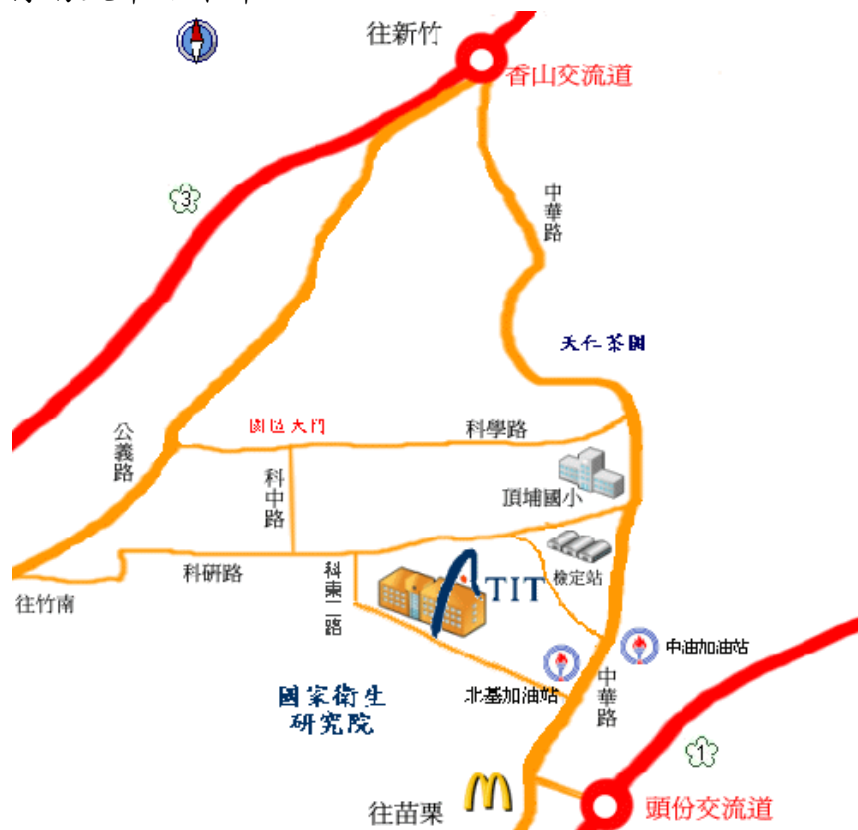 往新竹
香山交流道
3
中華路
天仁茶園
公義路
園區大門
科學路
科中路
頂埔國小
科研路
科東二路
檢定站
ATIT
往竹南
中油加油站
中華路
北基加油站
國家衛生
研究院
1
往苗栗
頭份交流道